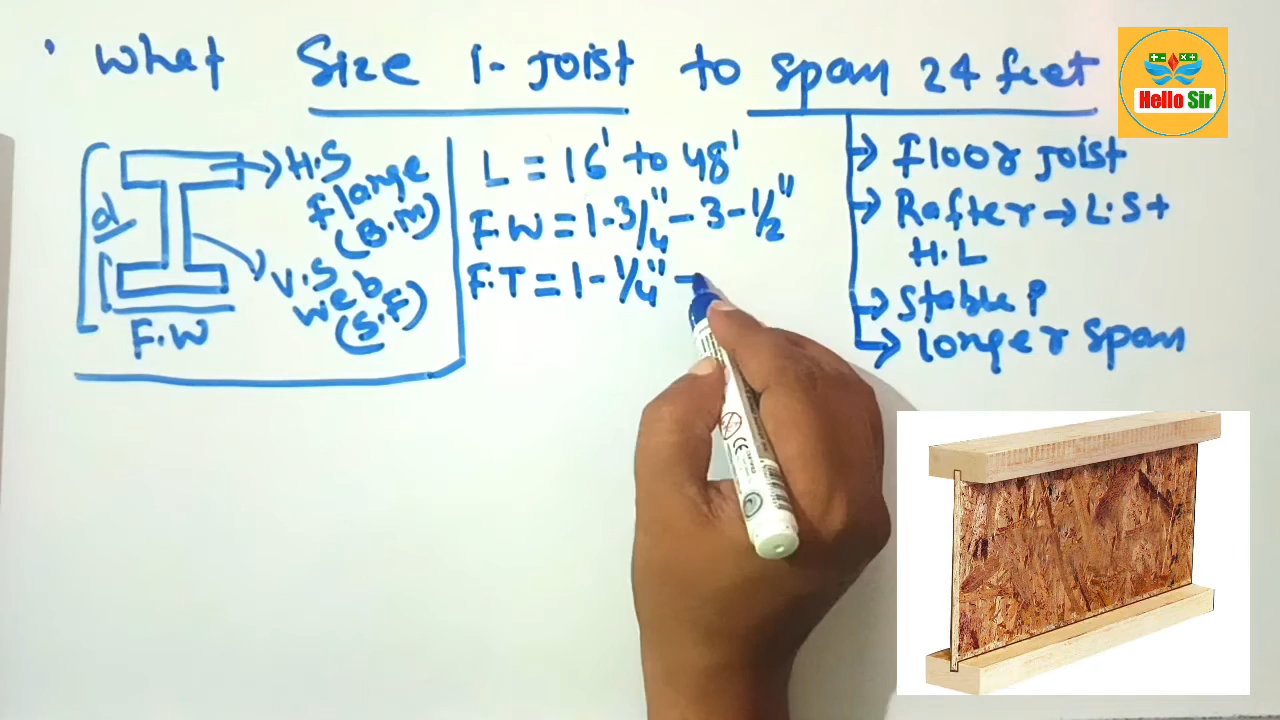 What Size I-Joist to span 24 feet
Hello Sir
d
H.S
flange
(B.M)
V.S
web
(S.F)
F.W
L = 16' to 48'
F.W = 1-3/4" - 3-1/2"
F.T = 1-1/4" -
Floor joist
Rafter → L.S+
H.L
Stable P
longer span
CE